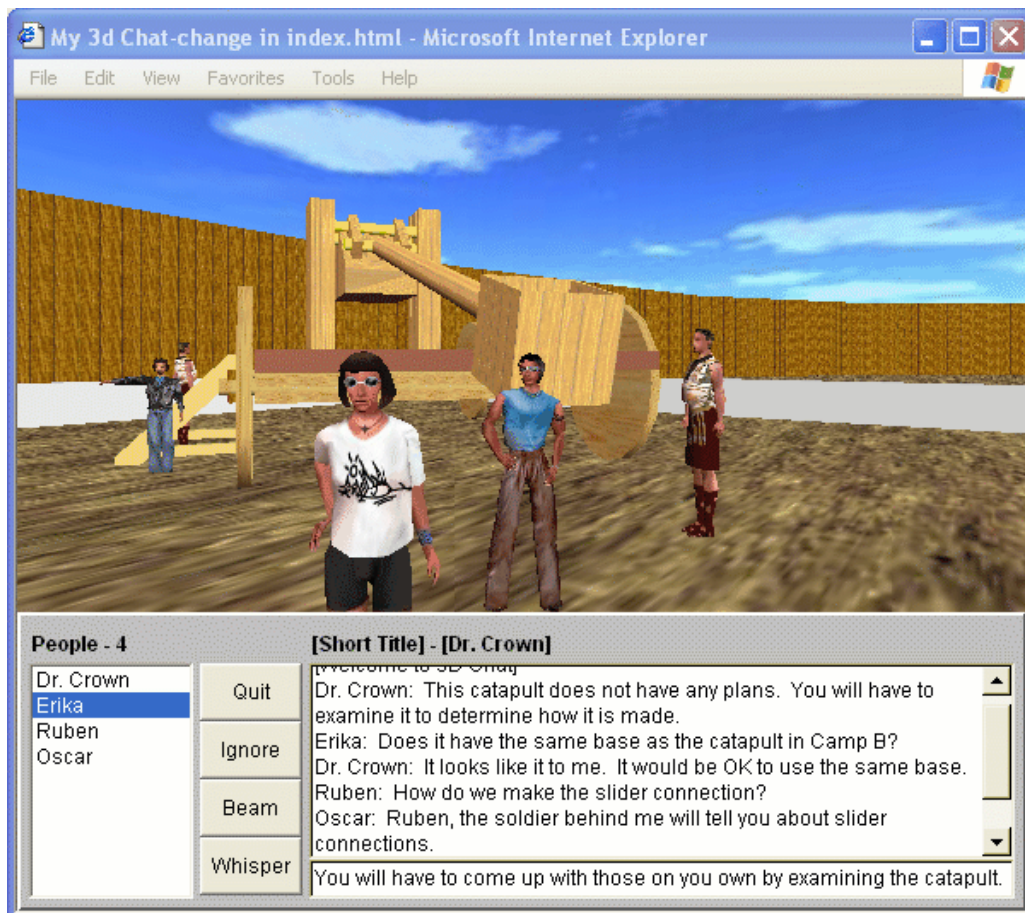 My 3d Chat-change in index.html - Microsoft Internet Explorer
File Edit View Favorites Tools Help
People - 4
[Short Title] - [Dr. Crown]
Dr. Crown
Erika
Ruben
Oscar
Quit
Ignore
Beam
Whisper
[Welcome to 3D Chat]
Dr. Crown: This catapult does not have any plans. You will have to
examine it to determine how it is made.
Erika: Does it have the same base as the catapult in Camp B?
Dr. Crown: It looks like it to me. It would be OK to use the same base.
Ruben: How do we make the slider connection?
Oscar: Ruben, the soldier behind me will tell you about slider
connections.
You will have to come up with those on you own by examining the catapult.